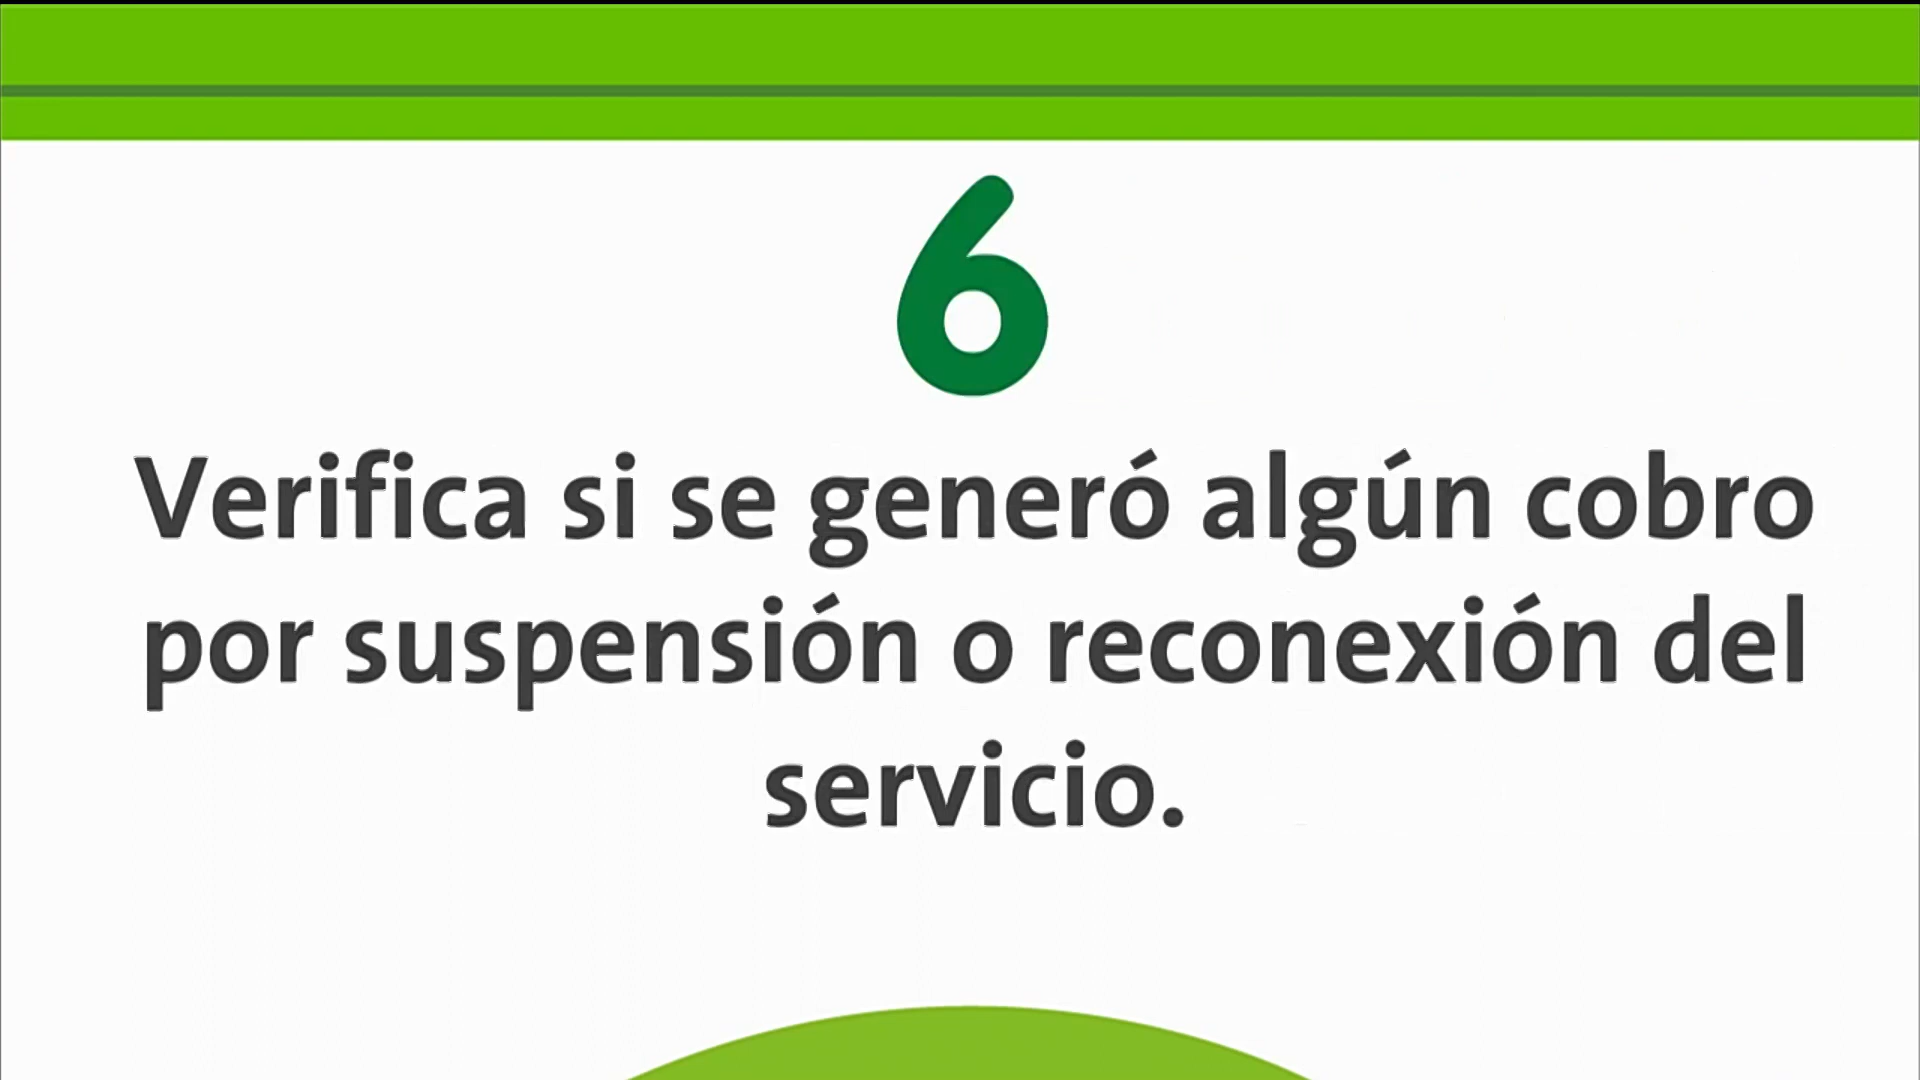 6
Verifica si se generó algún cobro
por suspensión o reconexión del
servicio.